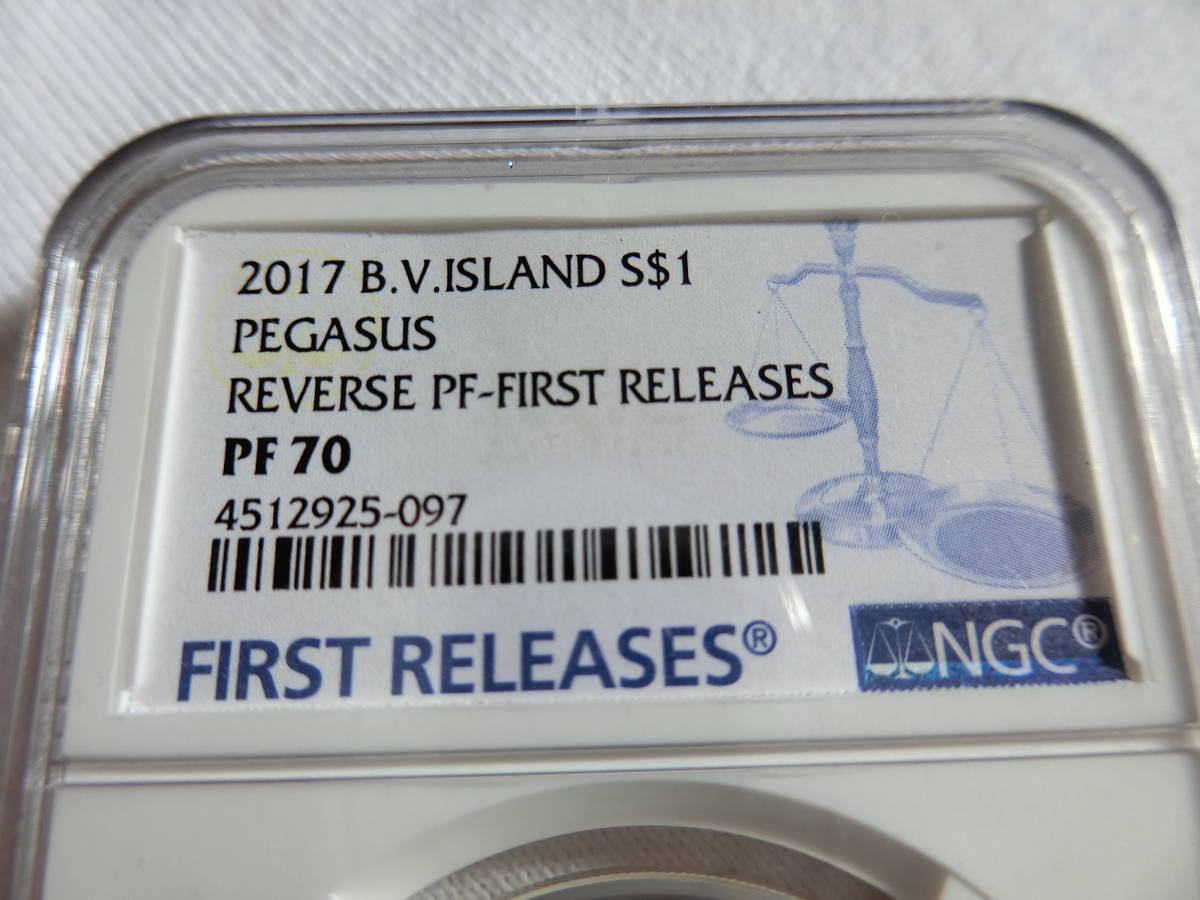 2017 B.V.ISLAND S$1
PEGASUS
REVERSE PF-FIRST RELEASES
PF 70
4512925-097
FIRST RELEASES®
NGC®